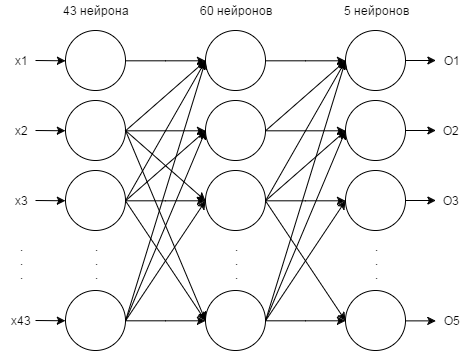 43 нейрона 60 нейронов 5 нейронов
x1 O1
x2 O2
x3 O3
x43 O5